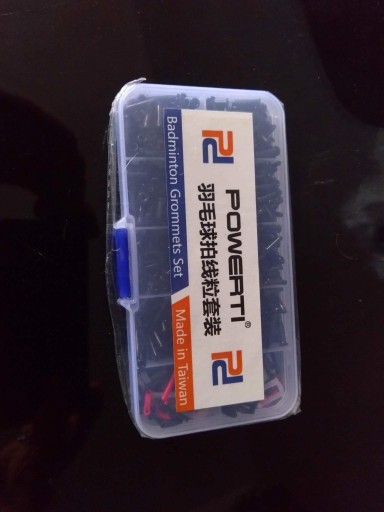 POWERTI®
羽毛球拍线粒套装
Badminton Grommets Set
Made in Taiwan